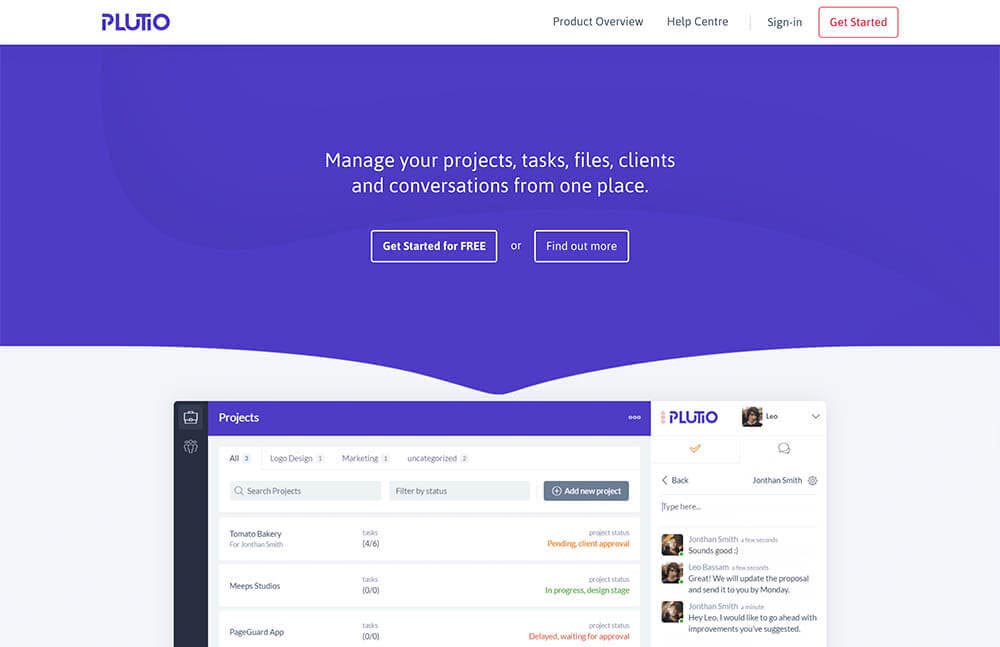 PLUTIO
Product Overview
Help Centre
Sign-in
Get Started
Manage your projects, tasks, files, clients
and conversations from one place.
Get Started for FREE
or
Find out more
Projects
All 3
Logo Design 1
Marketing 1
uncategorized 2
Search Projects
Filter by status
Add new project
Tomato Bakery
For Jonthan Smith
tasks
(4/6)
project status
Pending, client approval
Meeps Studios
tasks
(0/0)
project status
In progress, design stage
PageGuard App
tasks
(0/0)
project status
Delayed, waiting for approval
PLUTIO
Leo
Back
Jonthan Smith
Type here...
Jonthan Smith a few seconds
Sounds good :)
Leo Bassam a few seconds
Great! We will update the proposal
and send it to you by Monday.
Jonthan Smith a minute
Hey Leo, I would like to go ahead with
improvements you've suggested.